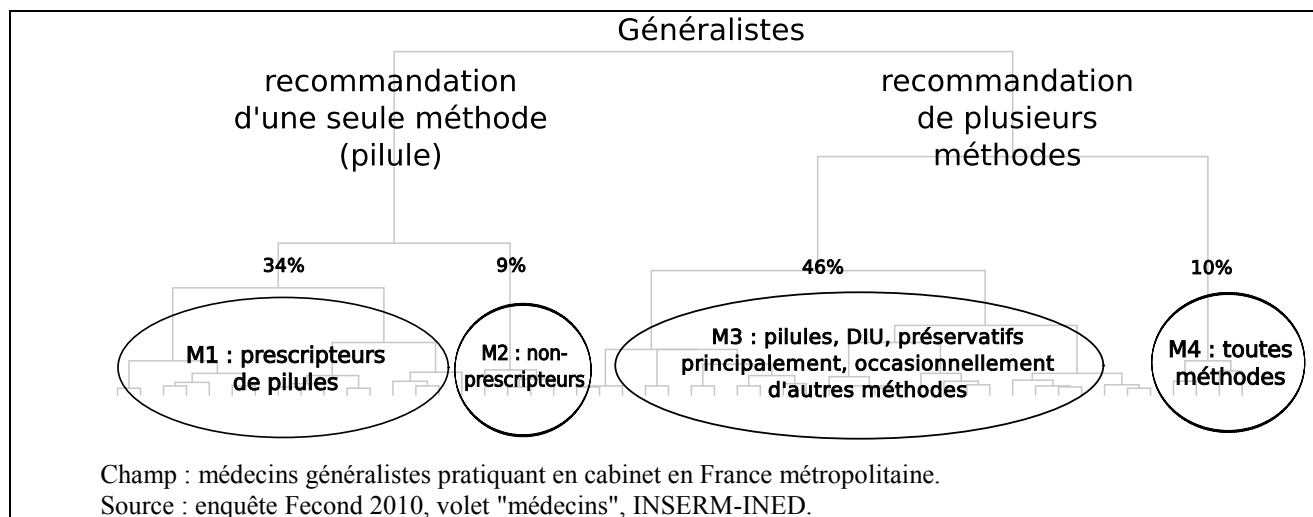 Généralistes
recommandation
d'une seule méthode
(pilule)
recommandation
de plusieurs
méthodes
34%
9%
46%
10%
M1 : prescripteurs
de pilules
M2 : non-
prescripteurs
M3 : pilules, DIU, préservatifs
principalement, occasionnellement
d'autres méthodes
M4 : toutes
méthodes
Champ : médecins généralistes pratiquant en cabinet en France métropolitaine.
Source : enquête Fecond 2010, volet "médecins", INSERM-INED.